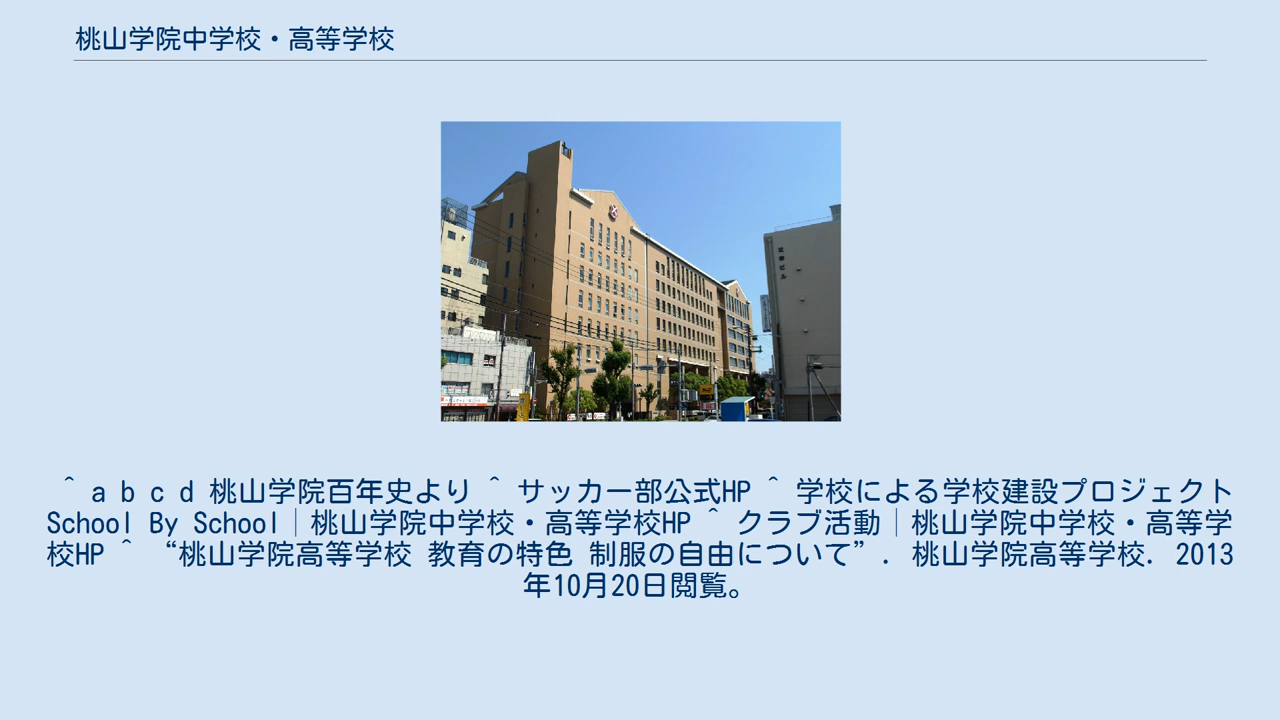 桃山学院中学校・高等学校
^ a b c d 桃山学院百年史より ^ サッカー部公式HP ^ 学校による学校建設プロジェクト
School By School｜桃山学院中学校・高等学校HP ^ クラブ活動｜桃山学院中学校・高等学
校HP ^ “桃山学院高等学校 教育の特色 制服の自由について”. 桃山学院高等学校. 2013
年10月20日閲覧。